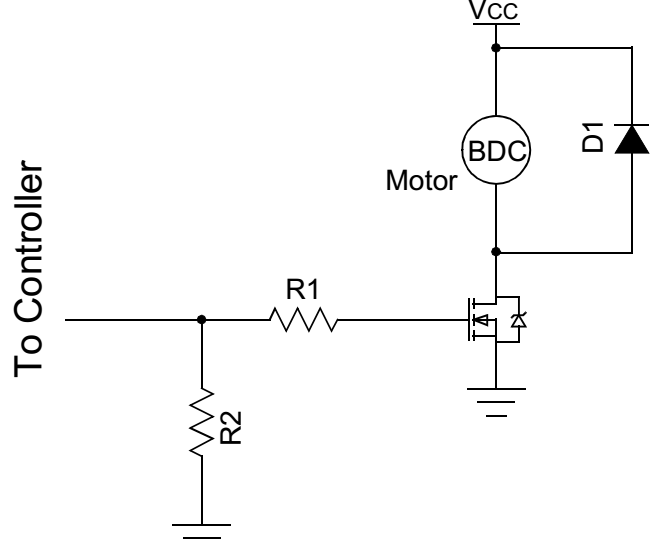 VCC
BDC
D1
Motor
To Controller
R1
R2